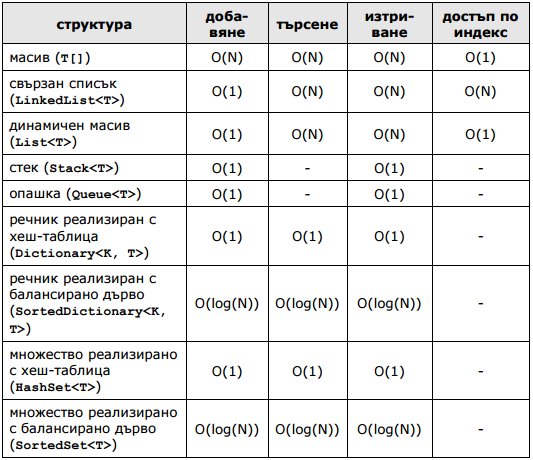 структура доба-вяне търсене изтри-ване достъп по индекс
масив (T[]) O(N) O(N) O(N) O(1)
свързан списък
(LinkedList<T>) O(1) O(N) O(N) O(N)
динамичен масив
(List<T>) O(1) O(N) O(N) O(1)
стек (Stack<T>) O(1) - O(1) -
опашка (Queue<T>) O(1) - O(1) -
речник реализиран с
хеш-таблица
(Dictionary<K, T>) O(1) O(1) O(1) -
речник реализиран с
балансирано дърво
(SortedDictionary<K,
T>) O(log(N)) O(log(N)) O(log(N)) -
множество реализирано
с хеш-таблица
(HashSet<T>) O(1) O(1) O(1) -
множество реализирано
с балансирано дърво
(SortedSet<T>) O(log(N)) O(log(N)) O(log(N)) -